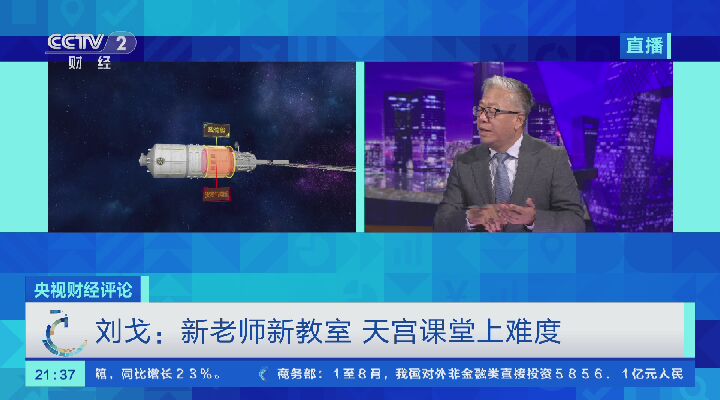 CCTV 2
财经
直播
央视财经评论
刘戈：新老师新教室 天宫课堂上难度
21:37 箱，同比增长23%。 商务部：1至8月，我国对外非金融类直接投资5856.1亿元人民